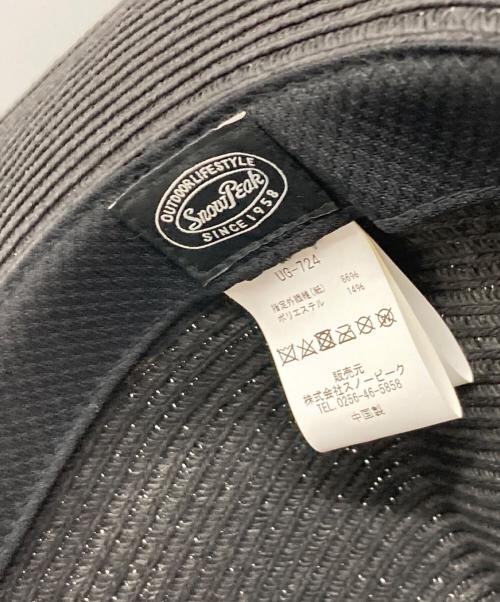 OUTDOOR LIFESTYLE
Snow Peak
SINCE 1958
UG-724
指定外繊維(紙) 86%
ポリエステル 14%
販売元
株式会社スノーピーク
TEL.0256-46-5858
中国製